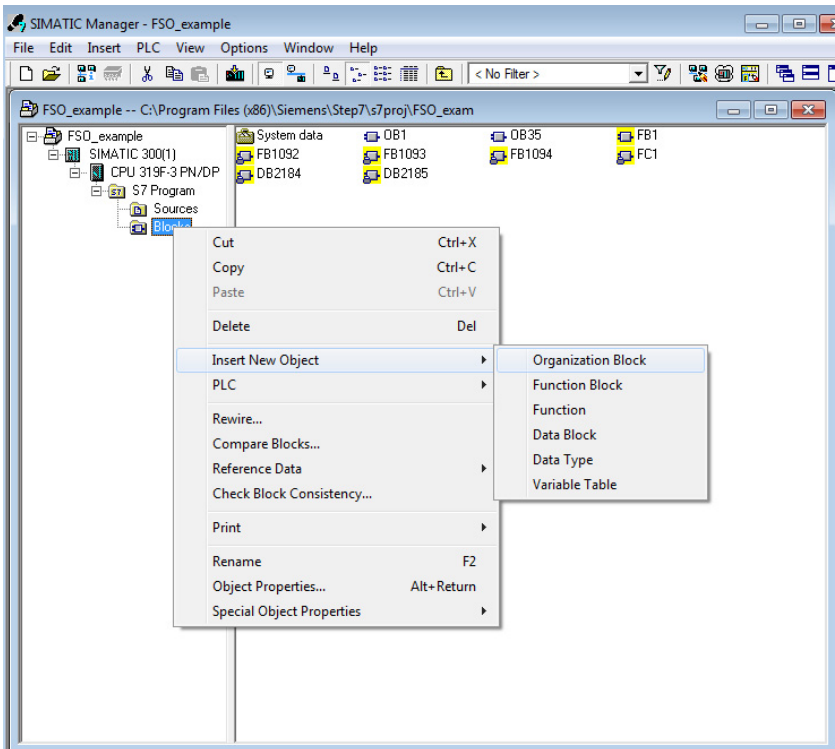 SIMATIC Manager - FSO_example
File Edit Insert PLC View Options Window Help
< No Filter >
FSO_example -- C:\Program Files (x86)\Siemens\Step7\s7proj\FSO_exam
FSO_example
SIMATIC 300(1)
CPU 319F-3 PN/DP
S7 Program
Sources
Blocks
System data OB1 OB35 FB1
FB1092 FB1093 FB1094 FC1
DB2184 DB2185
Cut Ctrl+X
Copy Ctrl+C
Paste Ctrl+V
Delete Del
Insert New Object
PLC
Rewire...
Compare Blocks...
Reference Data
Check Block Consistency...
Print
Rename F2
Object Properties... Alt+Return
Special Object Properties
Organization Block
Function Block
Function
Data Block
Data Type
Variable Table